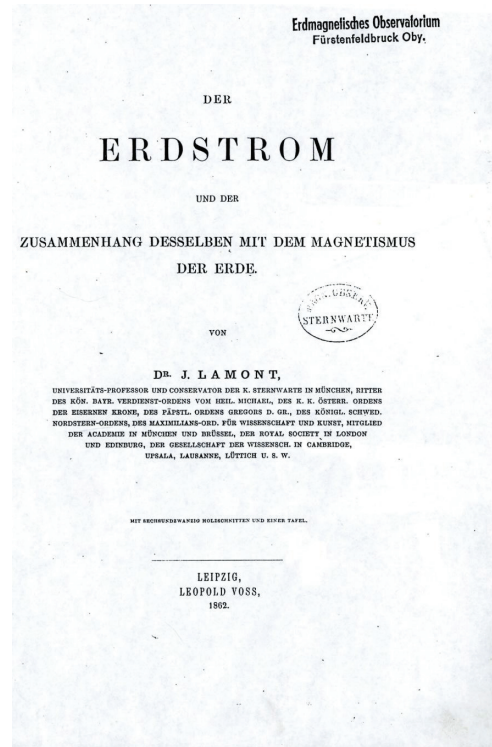 Erdmagnetisches Observatorium
Fürstenfeldbruck Oby.
DER
ERDSTROM
UND DER
ZUSAMMENHANG DESSELBEN MIT DEM MAGNETISMUS
DER ERDE.
STERNWARTE
VON
DR. J. LAMONT,
UNIVERSITÄTS-PROFESSOR UND CONSERVATOR DER K. STERNWARTE IN MÜNCHEN, RITTER
DES KÖN. BAYR. VERDIENST-ORDENS VOM HEIL. MICHAEL, DES K. K. ÖSTERR. ORDENS
DER EISERNEN KRONE, DES PÄPSTL. ORDENS GREGORS D. GR., DES KÖNIGL. SCHWED.
NORDSTERN-ORDENS, DES MAXIMILIANS-ORD. FÜR WISSENSCHAFT UND KUNST, MITGLIED
DER ACADEMIE IN MÜNCHEN UND BRÜSSEL, DER ROYAL SOCIETY IN LONDON
UND EDINBURG, DER GESELLSCHAFT DER WISSENSCH. IN CAMBRIDGE,
UPSALA, LAUSANNE, LÜTTICH U. S. W.
MIT SECHSUNDZWANZIG HOLZSCHNITTEN UND EINER TAFEL.
LEIPZIG,
LEOPOLD VOSS,
1862.